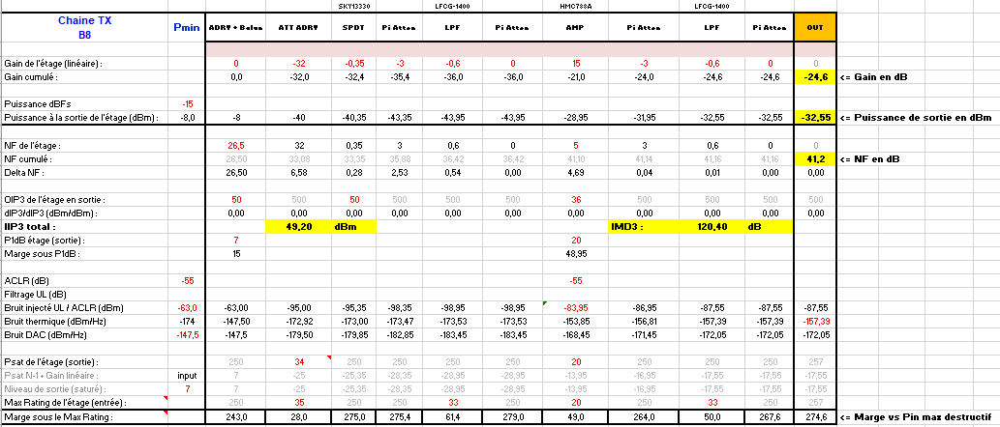 SKY13330 LFCG-1400 HMC788A LFCG-1400
Chaine TX
B8
Pmin ADRV + Balun ATT ADRV SPDT Pi Atten LPF Pi Atten AMP Pi Atten LPF Pi Atten OUT
Gain de l'étage (linéaire) : 0 -32 -0,35 -3 -0,6 0 15 -3 -0,6 0 0
Gain cumulé : 0,0 -32,0 -32,4 -35,4 -36,0 -36,0 -21,0 -24,0 -24,6 -24,6 -24,6 <= Gain en dB
Puissance dBFs -15
Puissance à la sortie de l'étage (dBm) : -8,0 -8 -40 -40,35 -43,35 -43,95 -43,95 -28,95 -31,95 -32,55 -32,55 -32,55 <= Puissance de sortie en dBm
NF de l'étage : 26,5 32 0,35 3 0,6 0 5 3 0,6 0 0
NF cumulé : 26,50 33,08 33,35 35,88 36,42 36,42 41,10 41,14 41,16 41,16 41,2 <= NF en dB
Delta NF : 26,50 6,58 0,28 2,53 0,54 0,00 4,69 0,04 0,01 0,00 0,00
OIP3 de l'étage en sortie : 50 500 50 500 500 500 36 500 500 500 500
dIP3/dIP3 (dBm/dBm) : 0,00 0,00 0,00 0,00 0,00 0,00 0,00 0,00 0,00 0,00 0,00
IIP3 total : 49,20 dBm IMD3 : 120,40 dB
P1dB étage (sortie) : 7 20
Marge sous P1dB : 15 48,95
ACLR (dB) -55 -55
Filtrage UL (dB)
Bruit injecté UL / ACLR (dBm) -63,0 -63,00 -95,00 -95,35 -98,35 -98,95 -98,95 -83,95 -86,95 -87,55 -87,55 -87,55
Bruit thermique (dBm/Hz) -174 -147,50 -172,92 -173,00 -173,47 -173,53 -173,53 -153,85 -156,81 -157,39 -157,39 -157,39
Bruit DAC (dBm/Hz) -147,5 -147,5 -179,50 -179,85 -182,85 -183,45 -183,45 -168,45 -171,45 -172,05 -172,05 -172,05
Psat de l'étage (sortie) : 250 34 250 250 250 250 20 250 250 250 257
Psat N-1 + Gain linéaire : input 7 -25 -25,35 -28,35 -28,95 -28,95 -13,95 -16,95 -17,55 -17,55 -17,55
Niveau de sortie (saturé) : 7 7 -25 -25,35 -28,35 -28,95 -28,95 -13,95 -16,95 -17,55 -17,55 -17,55
Max Rating de l'étage (entrée) : 250 35 250 250 33 250 20 250 33 250 257
Marge sous le Max Rating : 243,0 28,0 275,0 275,4 61,4 279,0 49,0 264,0 50,0 267,6 274,6 <= Marge vs Pin max destructif